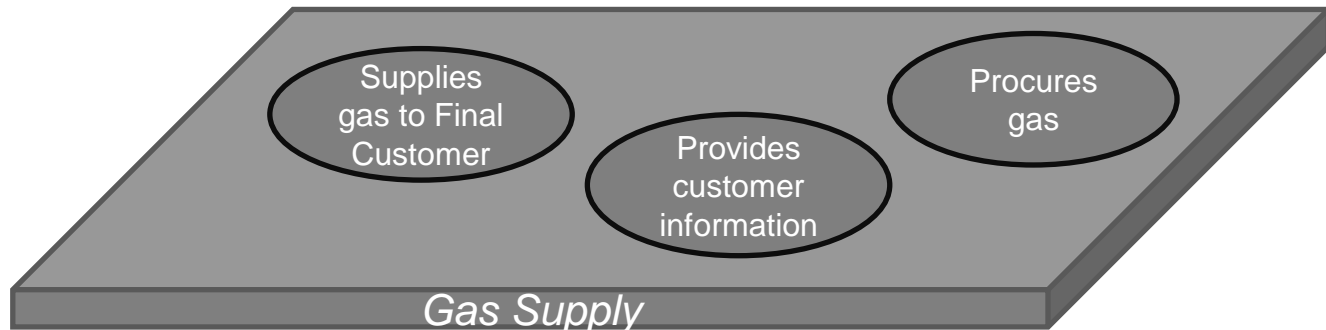 Supplies
gas to Final
Customer
Provides
customer
information
Procures
gas
Gas Supply